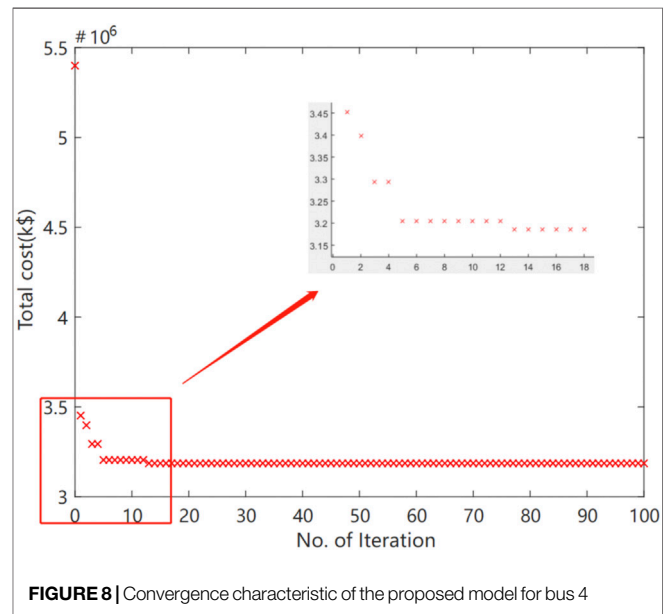 # 10^6
5.5
5
4.5
4
3.5
3
Total cost(k$)
3.45
3.4
3.35
3.3
3.25
3.2
3.15
0 2 4 6 8 10 12 14 16 18
0 10 20 30 40 50 60 70 80 90 100
No. of Iteration
FIGURE 8 | Convergence characteristic of the proposed model for bus 4